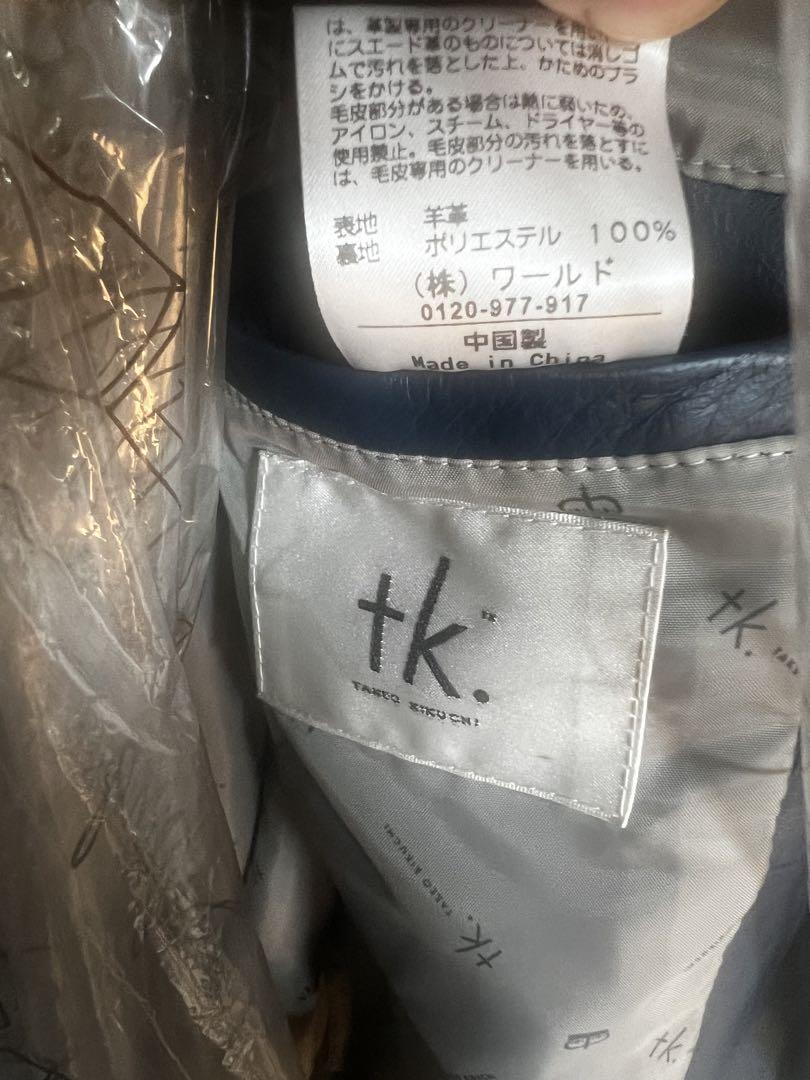 は、革製専用のクリーナーを用い
にスエード革のものについては消しゴ
ムで汚れを落とした上、かためのブラ
シをかける。
毛皮部分がある場合は熱に弱いため、
アイロン、スチーム、ドライヤー等の
使用禁止。毛皮部分の汚れを落とすに
は、毛皮専用のクリーナーを用いる。
表地 羊革
裏地 ポリエステル 100%
(株) ワールド
0120-977-917
中国製
Made in China
tk.
TAKEO KIKUCHI
tk.
TAKE
tk. TAKEO KIKUCHI
tk.